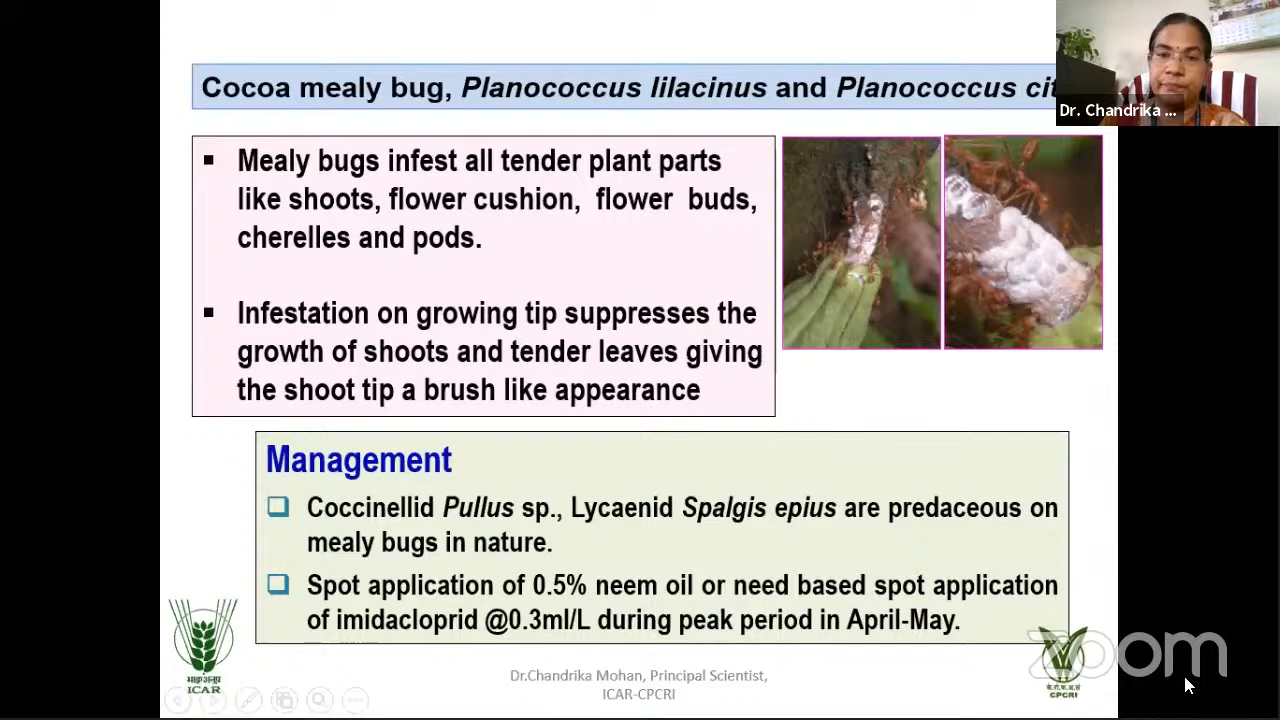 Cocoa mealy bug, Planococcus lilacinus and Planococcus cit
Dr. Chandrika ...
▪ Mealy bugs infest all tender plant parts
like shoots, flower cushion, flower buds,
cherelles and pods.
▪ Infestation on growing tip suppresses the
growth of shoots and tender leaves giving
the shoot tip a brush like appearance
Management
❑ Coccinellid Pullus sp., Lycaenid Spalgis epius are predaceous on
mealy bugs in nature.
❑ Spot application of 0.5% neem oil or need based spot application
of imidacloprid @0.3ml/L during peak period in April-May.
भाकृअनुप
ICAR
Dr.Chandrika Mohan, Principal Scientist,
ICAR-CPCRI
zoom
CPCRI